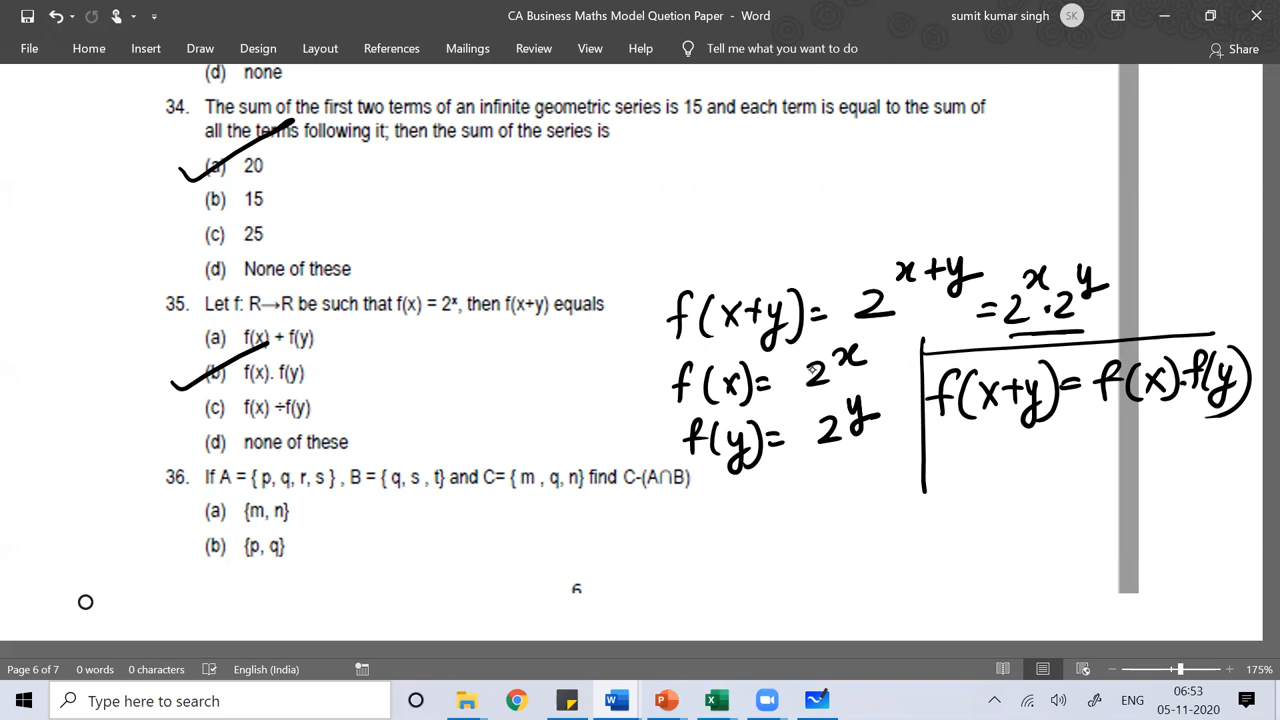 CA Business Maths Model Quetion Paper - Word
sumit kumar singh
SK
File Home Insert Draw Design Layout References Mailings Review View Help Tell me what you want to do Share
(d) none
34. The sum of the first two terms of an infinite geometric series is 15 and each term is equal to the sum of
all the terms following it; then the sum of the series is
(a) 20
(b) 15
(c) 25
(d) None of these
35. Let f: R→R be such that f(x) = 2ˣ, then f(x+y) equals
(a) f(x) + f(y)
(b) f(x). f(y)
(c) f(x) ÷f(y)
(d) none of these
f(x+y) = 2^(x+y) = 2^x · 2^y
f(x) = 2^x
f(y) = 2^y
f(x+y) = f(x).f(y)
36. If A = { p, q, r, s } , B = { q, s , t} and C= { m , q, n} find C-(A∩B)
(a) {m, n}
(b) {p, q}
6
Page 6 of 7 0 words 0 characters English (India) 175%
Type here to search
ENG
06:53
05-11-2020